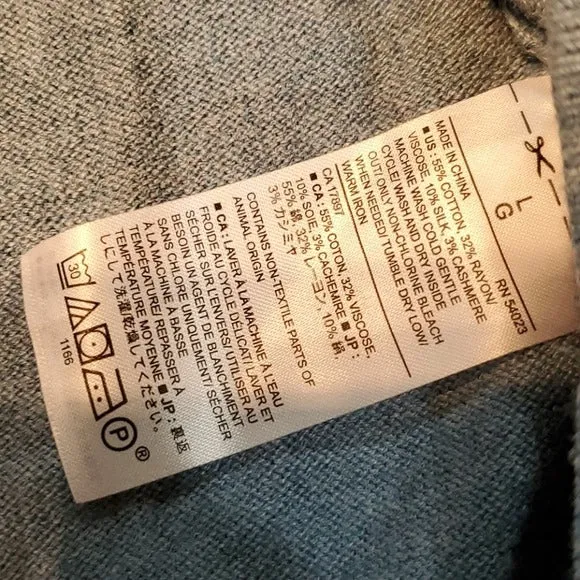 L
G
RN 54023
MADE IN CHINA
■ US : 55% COTTON, 32% RAYON/
VISCOSE, 10% SILK, 3% CASHMERE
MACHINE WASH COLD GENTLE
CYCLE/ WASH AND DRY INSIDE
OUT/ ONLY NON-CHLORINE BLEACH
WHEN NEEDED/ TUMBLE DRY LOW/
WARM IRON
CA 17897
■ CA : 55% COTON, 32% VISCOSE,
10% SOIE, 3% CACHEMIRE ■ JP :
55% 綿, 32% レーヨン, 10% 絹,
3% カシミヤ
CONTAINS NON-TEXTILE PARTS OF
ANIMAL ORIGIN
■ CA : LAVER À LA MACHINE À L'EAU
FROIDE AU CYCLE DÉLICAT/ LAVER ET
SÉCHER SUR L'ENVERS/ UTILISER AU
BESOIN UN AGENT DE BLANCHIMENT
SANS CHLORE UNIQUEMENT/ SÉCHER
À LA MACHINE À BASSE
TEMPÉRATURE/ REPASSER À
TEMPÉRATURE MOYENNE ■ JP : 裏返
しにして洗濯/乾燥してください。
30
P
®
1166